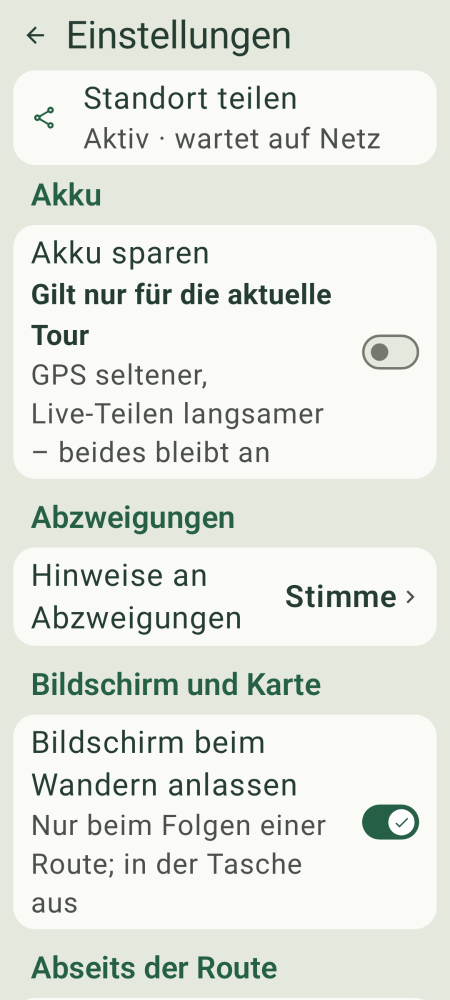 Einstellungen
Standort teilen
Aktiv · wartet auf Netz
Akku
Akku sparen
Gilt nur für die aktuelle
Tour
GPS seltener,
Live-Teilen langsamer
– beides bleibt an
Abzweigungen
Hinweise an
Abzweigungen
Stimme
Bildschirm und Karte
Bildschirm beim
Wandern anlassen
Nur beim Folgen einer
Route; in der Tasche
aus
Abseits der Route